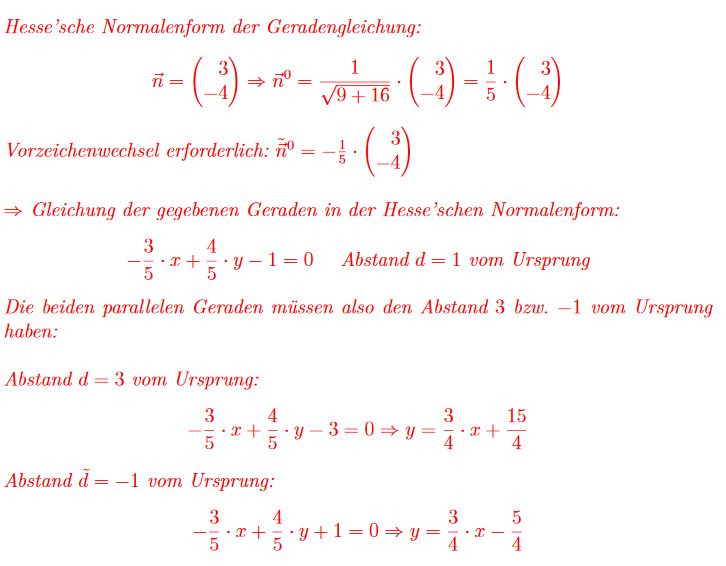 Hesse'sche Normalenform der Geradengleichung:
$\vec{n} = \begin{pmatrix} 3 \\ -4 \end{pmatrix} \Rightarrow \vec{n}^0 = \frac{1}{\sqrt{9+16}} \cdot \begin{pmatrix} 3 \\ -4 \end{pmatrix} = \frac{1}{5} \cdot \begin{pmatrix} 3 \\ -4 \end{pmatrix}$
Vorzeichenwechsel erforderlich: $\tilde{\vec{n}}^0 = -\frac{1}{5} \cdot \begin{pmatrix} 3 \\ -4 \end{pmatrix}$
⇒ Gleichung der gegebenen Geraden in der Hesse'schen Normalenform:
$-\frac{3}{5} \cdot x + \frac{4}{5} \cdot y - 1 = 0$ Abstand $d = 1$ vom Ursprung
Die beiden parallelen Geraden müssen also den Abstand 3 bzw. −1 vom Ursprung
haben:
Abstand $d = 3$ vom Ursprung:
$-\frac{3}{5} \cdot x + \frac{4}{5} \cdot y - 3 = 0 \Rightarrow y = \frac{3}{4} \cdot x + \frac{15}{4}$
Abstand $\tilde{d} = -1$ vom Ursprung:
$-\frac{3}{5} \cdot x + \frac{4}{5} \cdot y + 1 = 0 \Rightarrow y = \frac{3}{4} \cdot x - \frac{5}{4}$